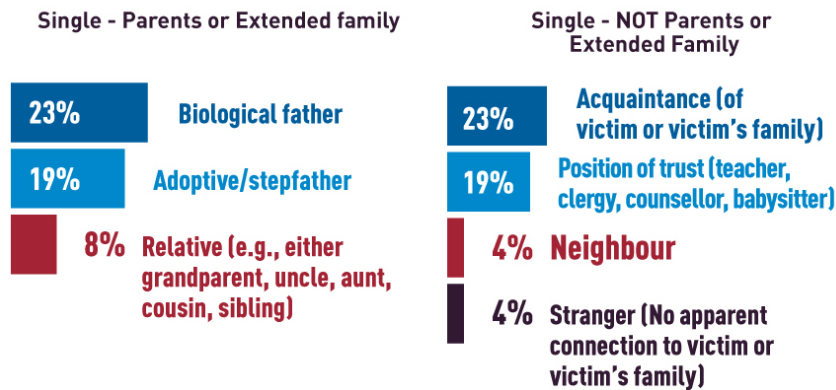 Single - Parents or Extended family
23% Biological father
19% Adoptive/stepfather
8% Relative (e.g., either
grandparent, uncle, aunt,
cousin, sibling)
Single - NOT Parents or
Extended Family
23% Acquaintance (of
victim or victim's family)
19% Position of trust (teacher,
clergy, counsellor, babysitter)
4% Neighbour
4% Stranger (No apparent
connection to victim or
victim's family)